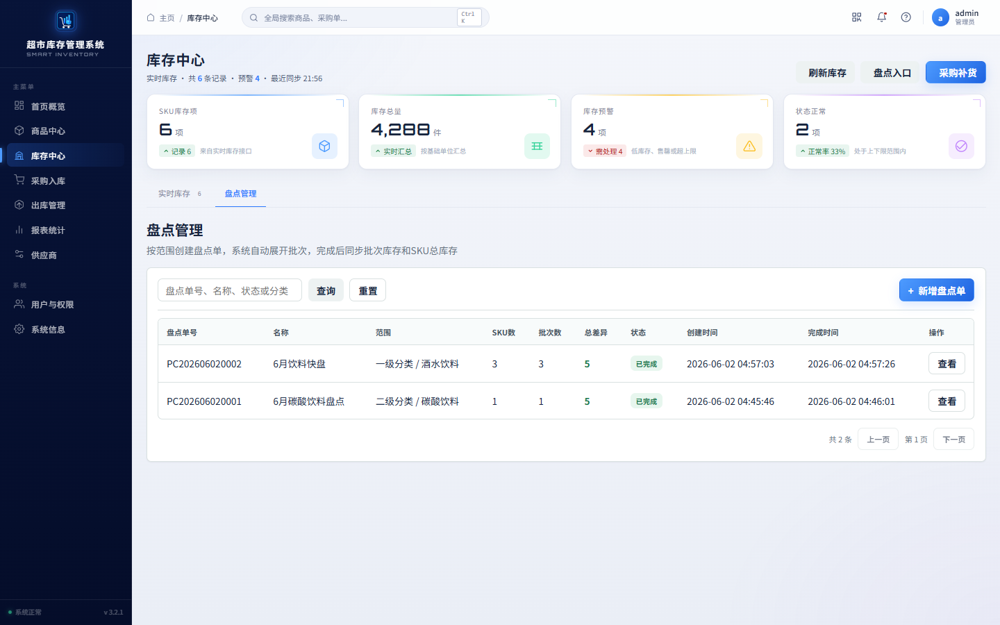 超市库存管理系统
SMART INVENTORY
主菜单
首页概览
商品中心
库存中心
采购入库
出库管理
报表统计
供应商
系统
用户与权限
系统信息
系统正常 v 3.2.1
主页 / 库存中心
全局搜索商品、采购单...
Ctrl K
a
admin
管理员
库存中心
实时库存 • 共 6 条记录 • 预警 4 • 最近同步 21:56
刷新库存
盘点入口
采购补货
SKU库存项
6 项
记录 6 来自实时库存接口
库存总量
4,288 件
实时汇总 按基础单位汇总
库存预警
4 项
需处理 4 低库存、售罄或超上限
状态正常
2 项
正常率 33% 处于上下限范围内
实时库存 6
盘点管理
盘点管理
按范围创建盘点单，系统自动展开批次，完成后同步批次库存和SKU总库存
盘点单号、名称、状态或分类 查询 重置 + 新增盘点单
盘点单号 名称 范围 SKU数 批次数 总差异 状态 创建时间 完成时间 操作
PC202606020002 6月饮料快盘 一级分类 / 酒水饮料 3 3 5 已完成 2026-06-02 04:57:03 2026-06-02 04:57:26 查看
PC202606020001 6月碳酸饮料盘点 二级分类 / 碳酸饮料 1 1 5 已完成 2026-06-02 04:45:46 2026-06-02 04:46:01 查看
共 2 条 上一页 第 1 页 下一页